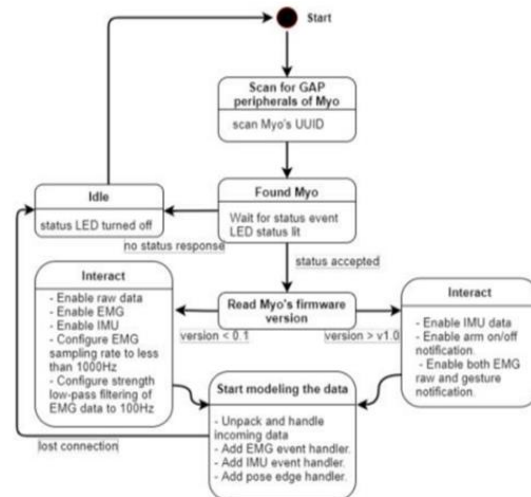 Start
Scan for GAP
peripherals of Myo
scan Myo's UUID
Idle
status LED turned off
Found Myo
Wait for status event
LED status lit
no status response
status accepted
Interact
- Enable raw data
- Enable EMG
- Enable IMU
- Configure EMG
sampling rate to less
than 1000Hz
- Configure strength
low-pass filtering of
EMG data to 100Hz
Read Myo's firmware
version
version < 0.1
version > v1.0
Interact
- Enable IMU data
- Enable arm on/off
notification.
- Enable both EMG
raw and gesture
notification.
Start modeling the data
- Unpack and handle
incoming data
- Add EMG event handler.
- Add IMU event handler.
- Add pose edge handler.
lost connection